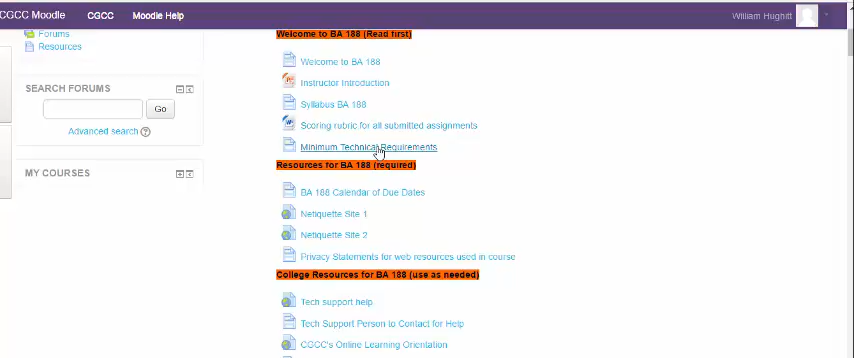 CGCC Moodle CGCC Moodle Help William Hughitt
Forums
Resources
SEARCH FORUMS
Go
Advanced search
MY COURSES
Welcome to BA 188 (Read first)
Welcome to BA 188
Instructor Introduction
Syllabus BA 188
Scoring rubric for all submitted assignments
Minimum Technical Requirements
Resources for BA 188 (required)
BA 188 Calendar of Due Dates
Netiquette Site 1
Netiquette Site 2
Privacy Statements for web resources used in course
College Resources for BA 188 (use as needed)
Tech support help
Tech Support Person to Contact for Help
CGCC's Online Learning Orientation